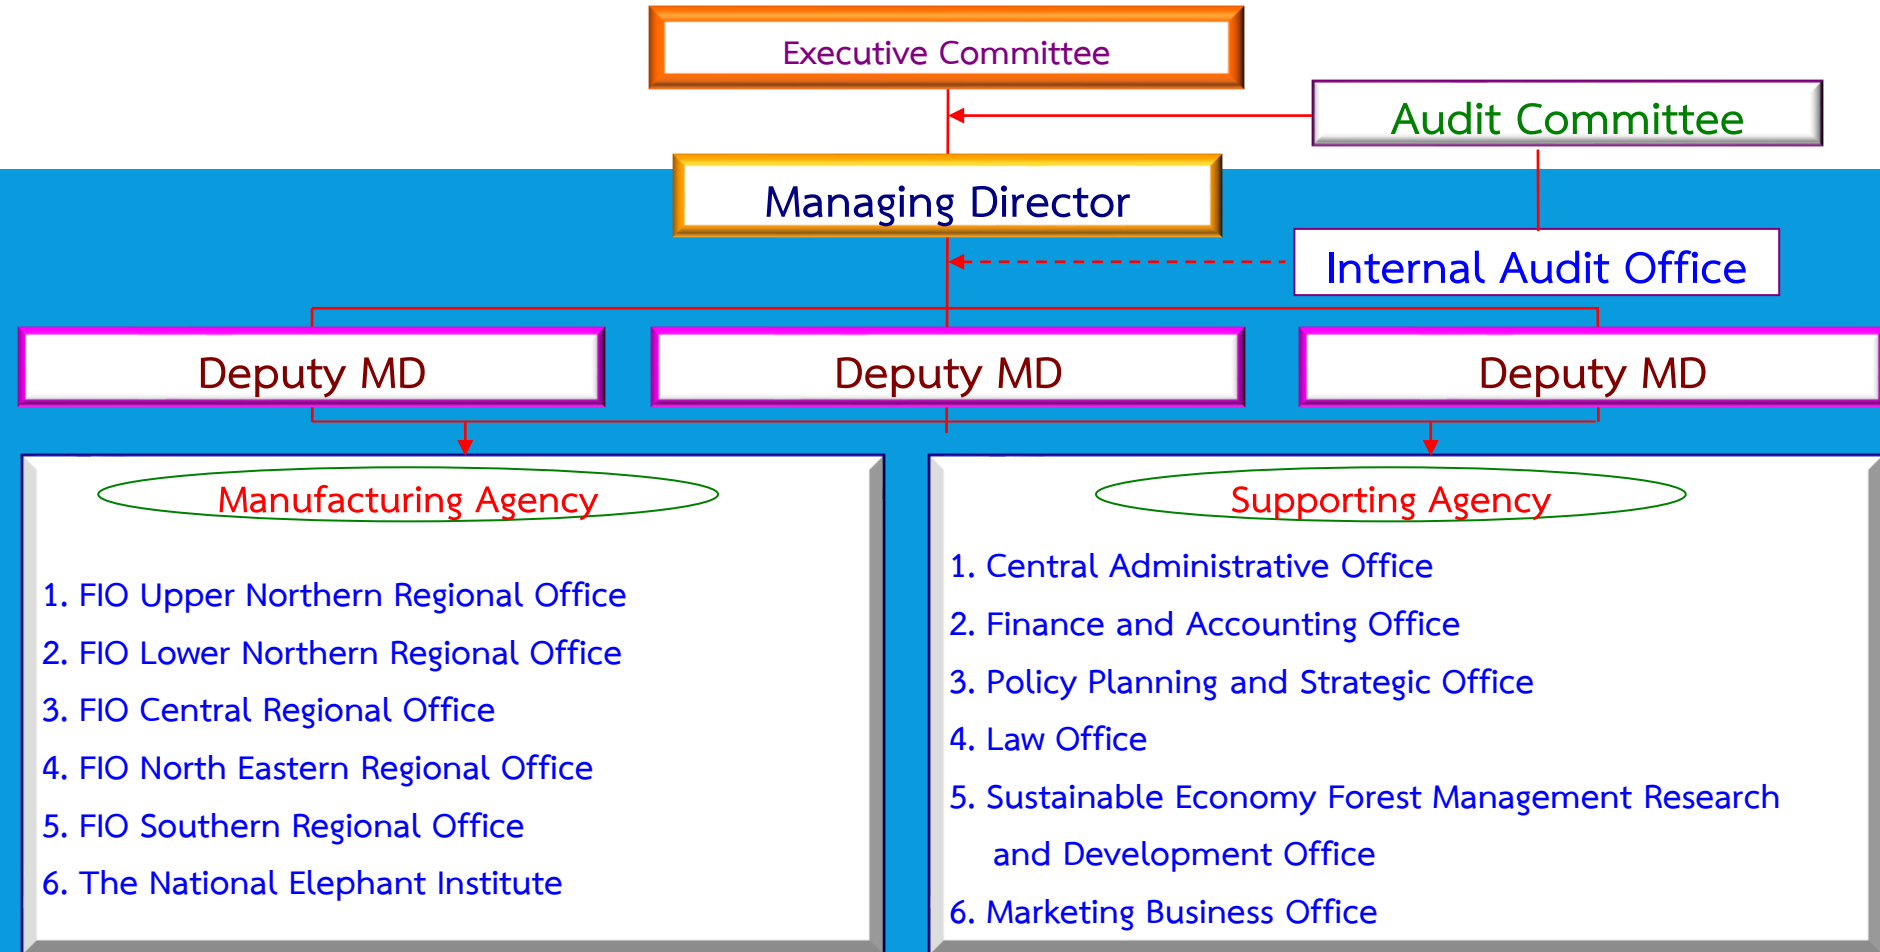 Executive Committee
Audit Committee
Managing Director
Internal Audit Office
Deputy MD
Deputy MD
Deputy MD
Manufacturing Agency
1. FIO Upper Northern Regional Office
2. FIO Lower Northern Regional Office
3. FIO Central Regional Office
4. FIO North Eastern Regional Office
5. FIO Southern Regional Office
6. The National Elephant Institute
Supporting Agency
1. Central Administrative Office
2. Finance and Accounting Office
3. Policy Planning and Strategic Office
4. Law Office
5. Sustainable Economy Forest Management Research
and Development Office
6. Marketing Business Office